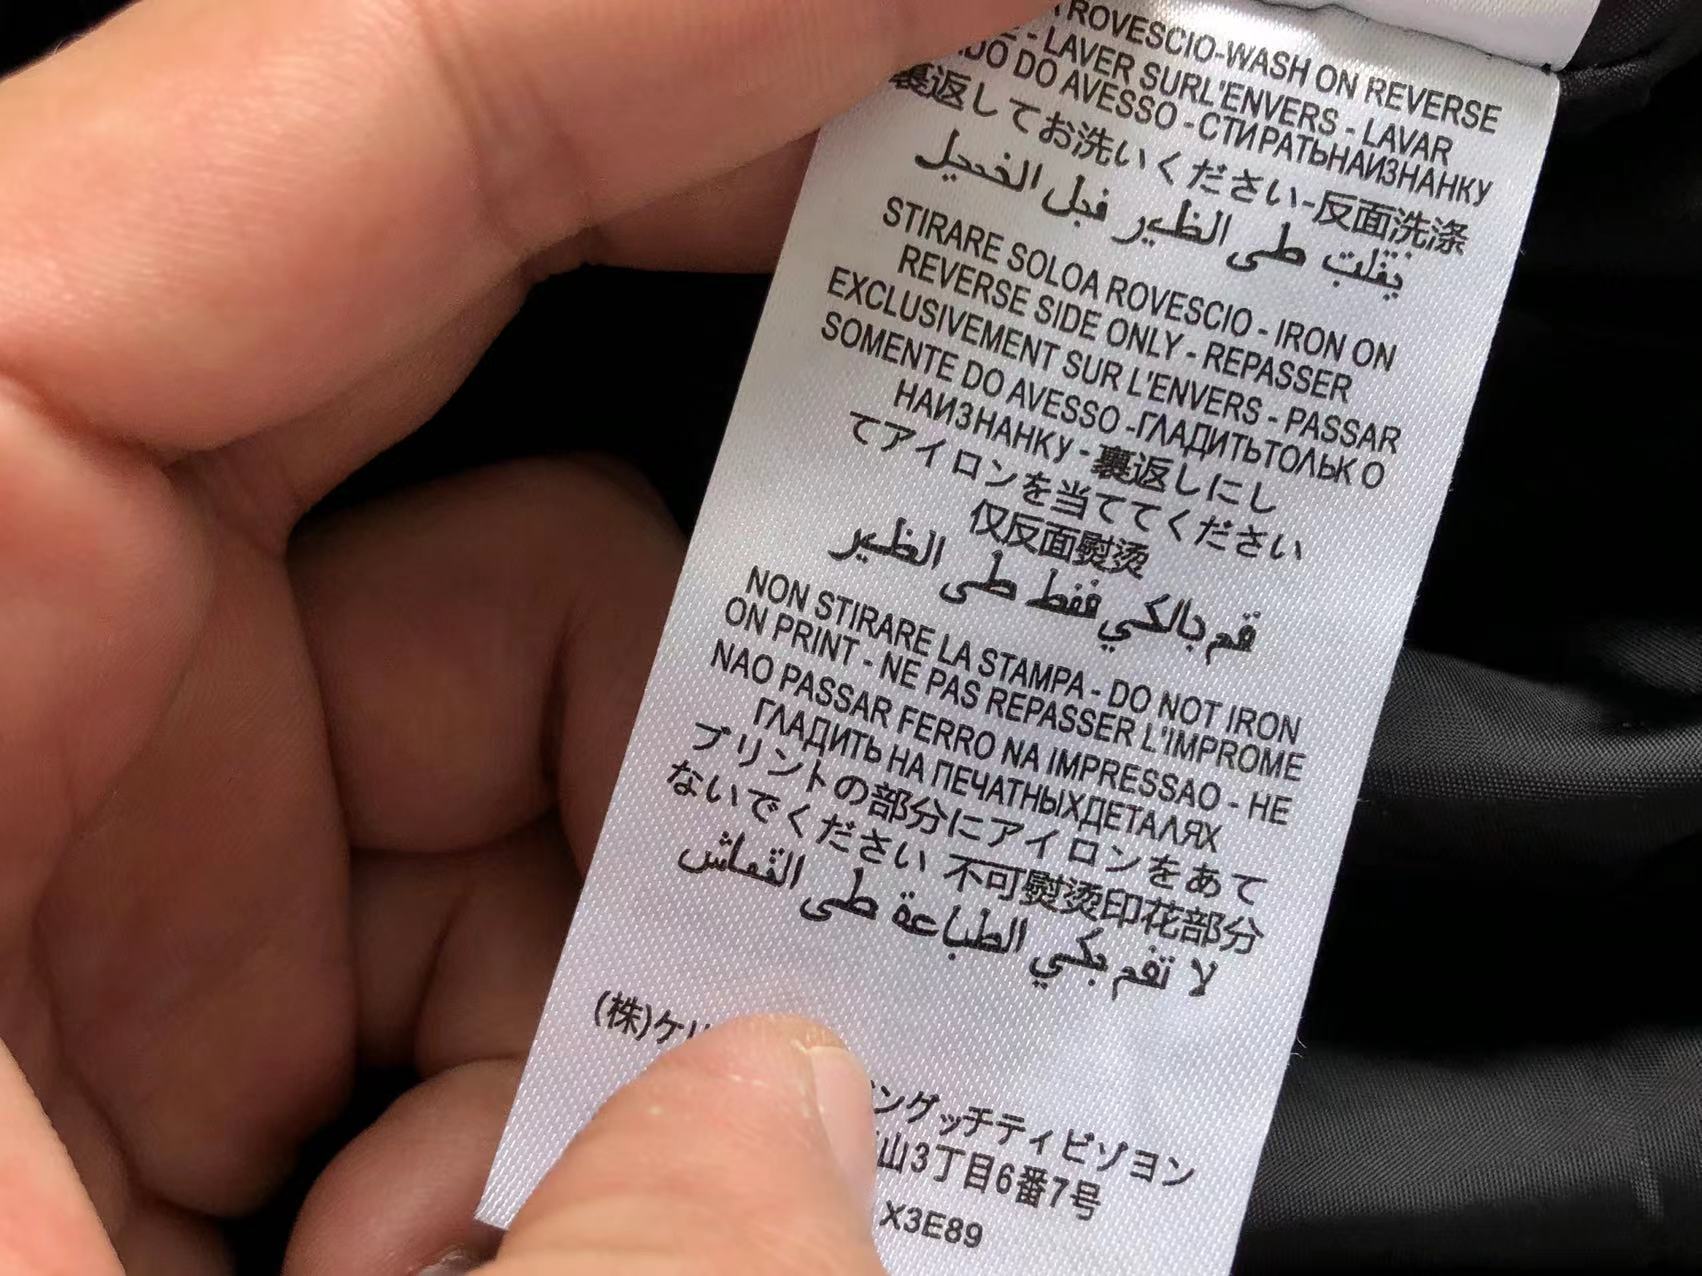 ROVESCIO-WASH ON REVERSE
- LAVER SURL'ENVERS - LAVAR
DO AVESSO - СТИРАТЬНАИЗНАНКУ
裏返してお洗いください-反面洗涤
STIRARE SOLOA ROVESCIO - IRON ON
REVERSE SIDE ONLY - REPASSER
EXCLUSIVEMENT SUR L'ENVERS - PASSAR
SOMENTE DO AVESSO -ГЛАДИТЬТОЛЬК О
НАИЗНАНКУ - 裏返しにし
てアイロンを当ててください
仅反面熨烫
قم بالكي فقط طى الظير
NON STIRARE LA STAMPA - DO NOT IRON
ON PRINT - NE PAS REPASSER L'IMPROME
NAO PASSAR FERRO NA IMPRESSAO - НЕ
ГЛАДИТЬ НА ПЕЧАТНЫХДЕТАЛЯХ
プリントの部分にアイロンをあて
ないでください 不可熨烫印花部分
لا تقم بكي الطباعة طى القماش
(株)ケリ
ングッチティビゾヨン
山3丁目6番7号
X3E89